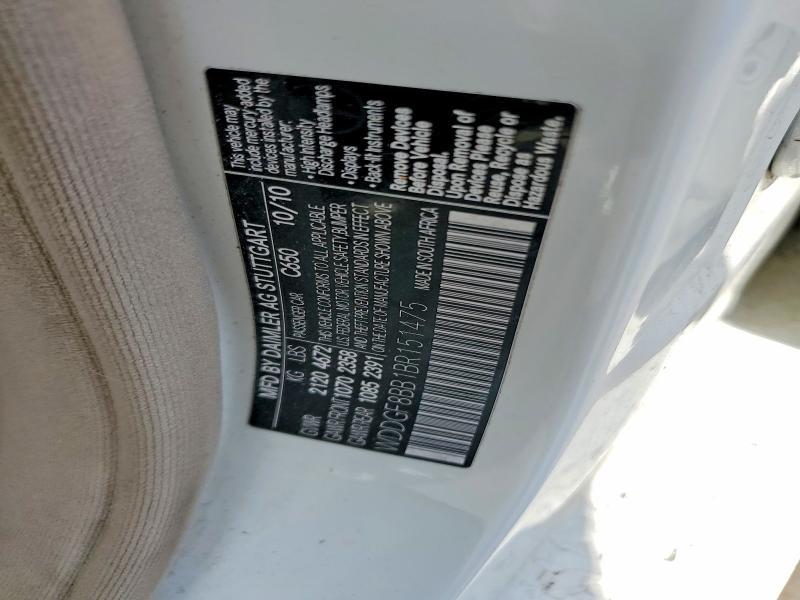 MFD BY DAIMLER AG STUTTGART
KG LBS PASSENGER CAR C650 10/10
GVWR 2120 4672 THIS VEHICLE CONFORMS TO ALL APPLICABLE
GAWR FRONT 1070 2358 U.S. FEDERAL MOTOR VEHICLE SAFETY BUMPER
GAWR REAR 1085 2391 AND THEFT PREVENTION STANDARDS IN EFFECT
ON THE DATE OF MANUFACTURE SHOWN ABOVE
WDDGF8BB1BR151475 MADE IN SOUTH AFRICA
This vehicle may
include mercury-added
devices installed by the
manufacturer:
• High Intensity
Discharge Headlamps
• Displays
• Back-lit Instruments
Remove Devices
Before Vehicle
Disposal.
Upon Removal of
Devices Please
Reuse, Recycle or
Dispose as
Hazardous Waste.